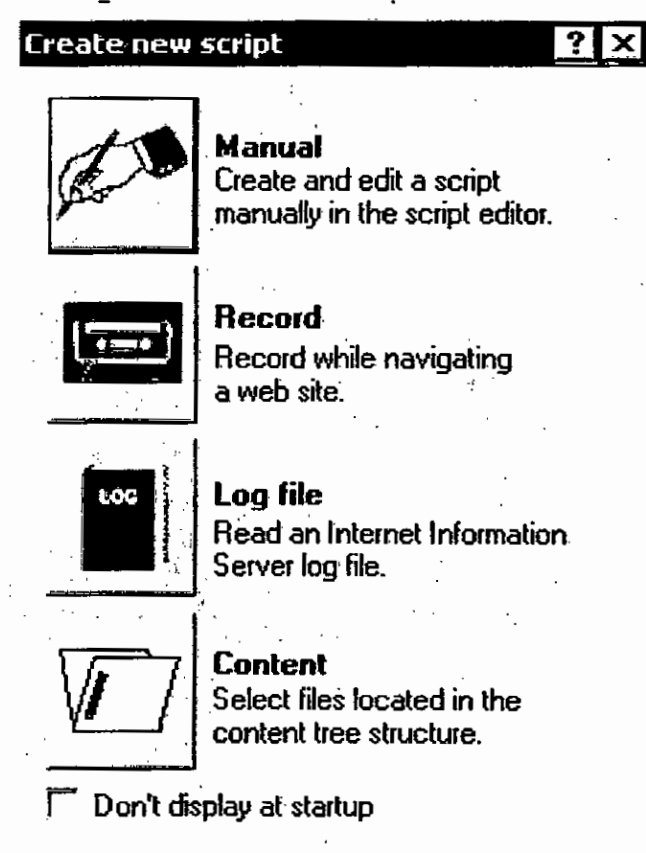 Create new script
Manual
Create and edit a script
manually in the script editor.
Record
Record while navigating
a web site.
LOG
Log file
Read an Internet Information
Server log file.
Content
Select files located in the
content tree structure.
Don't display at startup